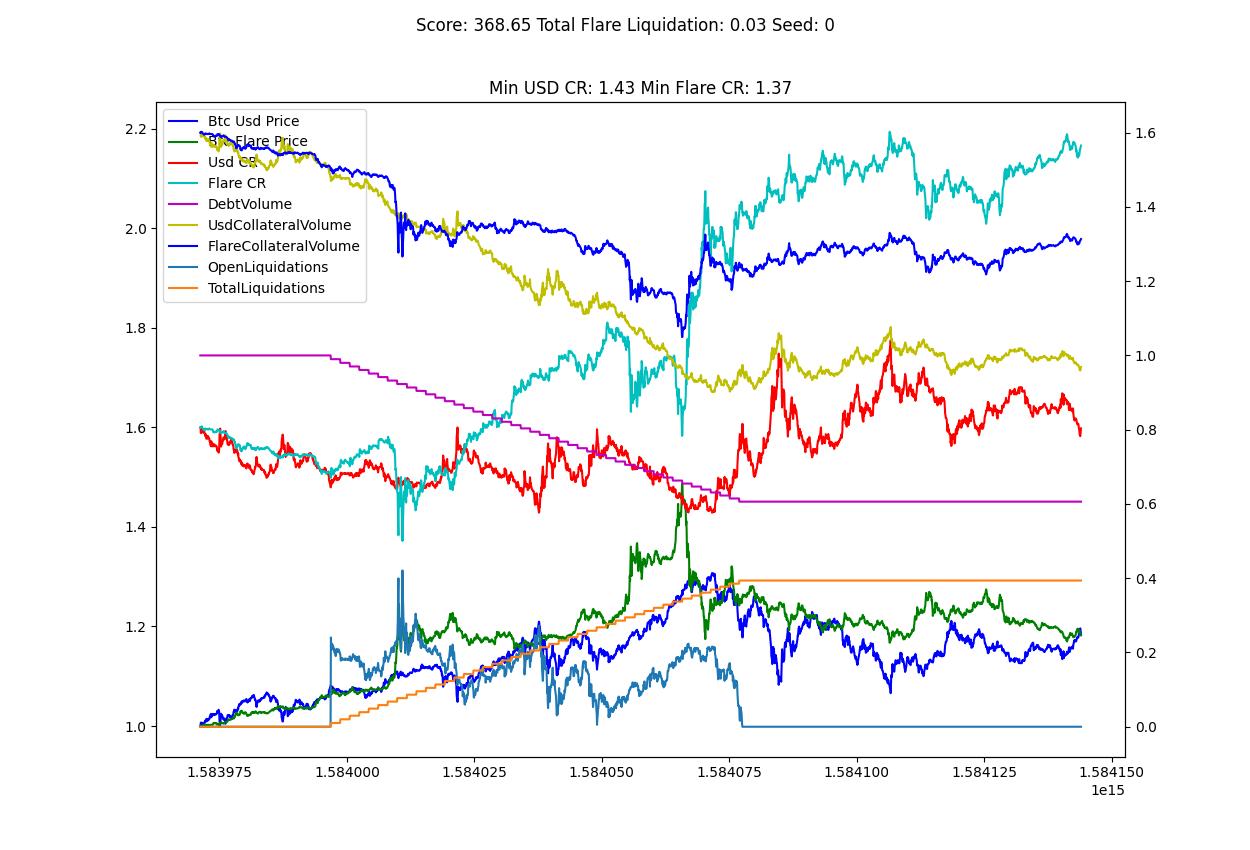 Score: 368.65 Total Flare Liquidation: 0.03 Seed: 0
Min USD CR: 1.43 Min Flare CR: 1.37
Btc Usd Price
Btc Flare Price
Usd CR
Flare CR
DebtVolume
UsdCollateralVolume
FlareCollateralVolume
OpenLiquidations
TotalLiquidations
2.2
2.0
1.8
1.6
1.4
1.2
1.0
1.6
1.4
1.2
1.0
0.8
0.6
0.4
0.2
0.0
1.583975 1.584000 1.584025 1.584050 1.584075 1.584100 1.584125 1.584150
1e15